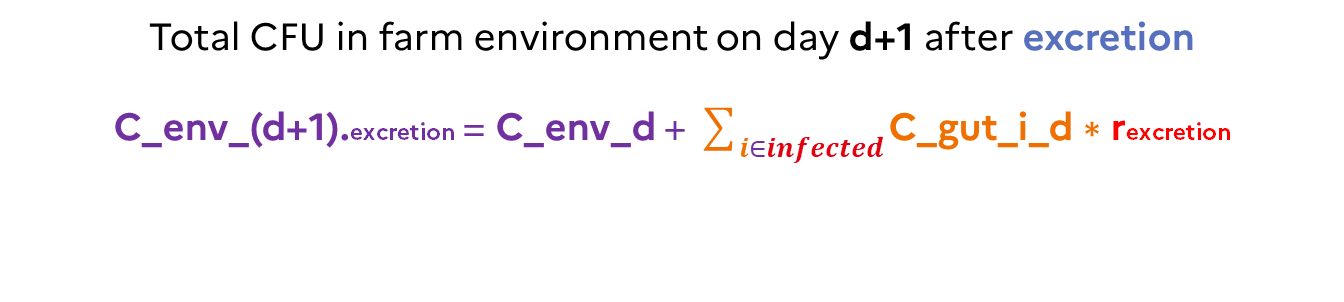 Total CFU in farm environment on day d+1 after excretion
C_env_(d+1).excretion = C_env_d + ∑ i∈infected C_gut_i_d * rexcretion